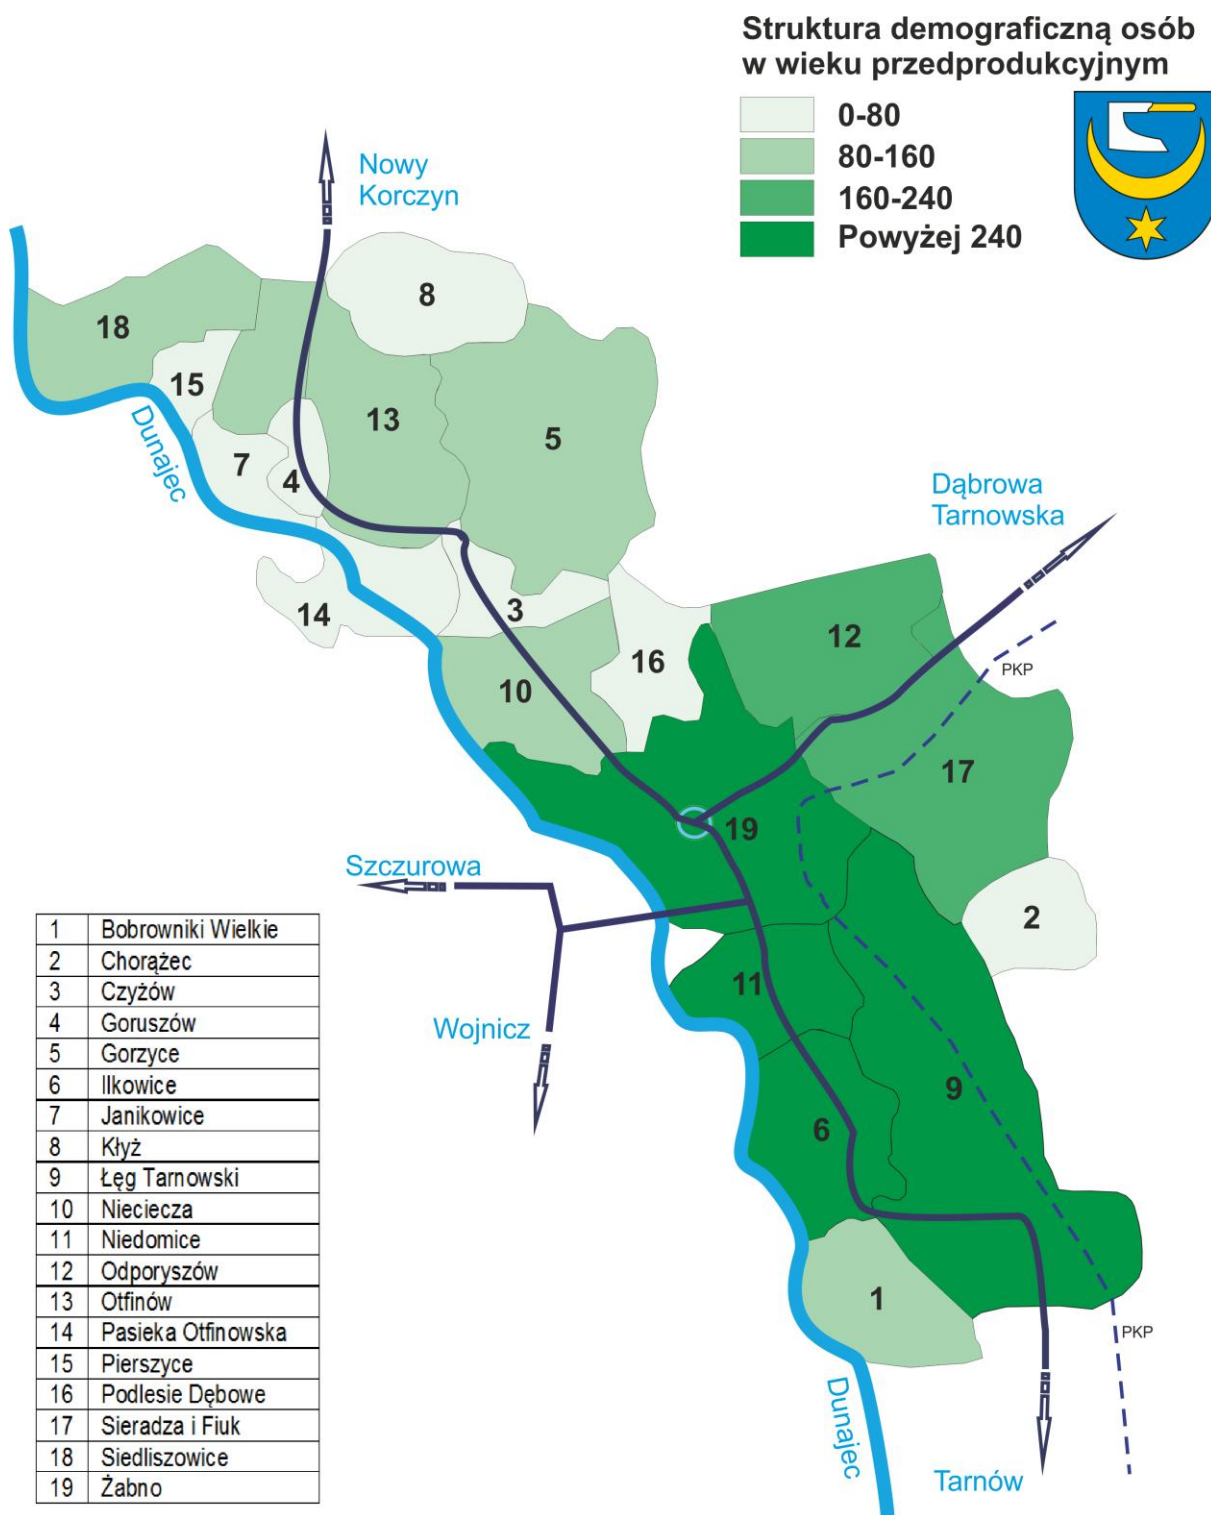 Struktura demograficzną osób
w wieku przedprodukcyjnym
0-80
80-160
160-240
Powyżej 240
Nowy
Korczyn
8
18
15
13
5
7
4
Dunajec
Dąbrowa
Tarnowska
14
3
12
16
10
PKP
17
19
Szczurowa
2
11
Wojnicz
9
6
1
PKP
Dunajec
Tarnów
1 Bobrowniki Wielkie
2 Chorążec
3 Czyżów
4 Goruszów
5 Gorzyce
6 Ilkowice
7 Janikowice
8 Kłyż
9 Łęg Tarnowski
10 Nieciecza
11 Niedomice
12 Odporyszów
13 Otfinów
14 Pasieka Otfinowska
15 Pierszyce
16 Podlesie Dębowe
17 Sieradza i Fiuk
18 Siedliszowice
19 Żabno